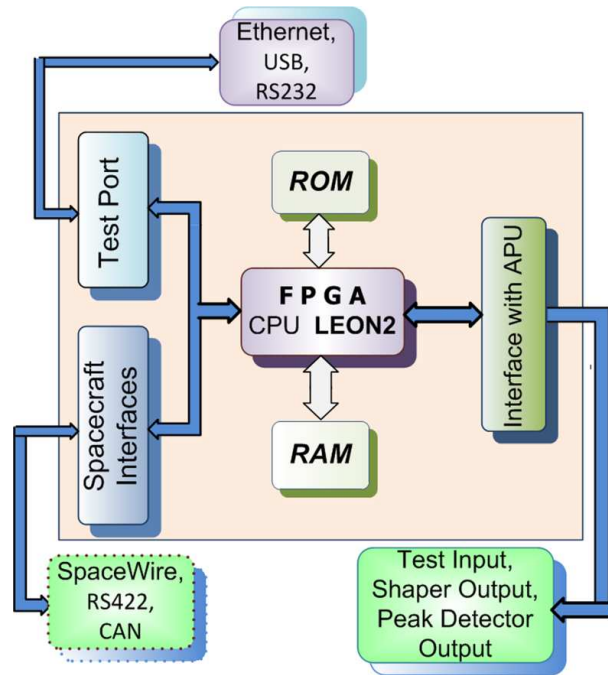 Ethernet,
USB,
RS232
Test Port
ROM
FPGA
CPU LEON2
Interface with APU
Spacecraft
Interfaces
RAM
SpaceWire,
RS422,
CAN
Test Input,
Shaper Output,
Peak Detector
Output